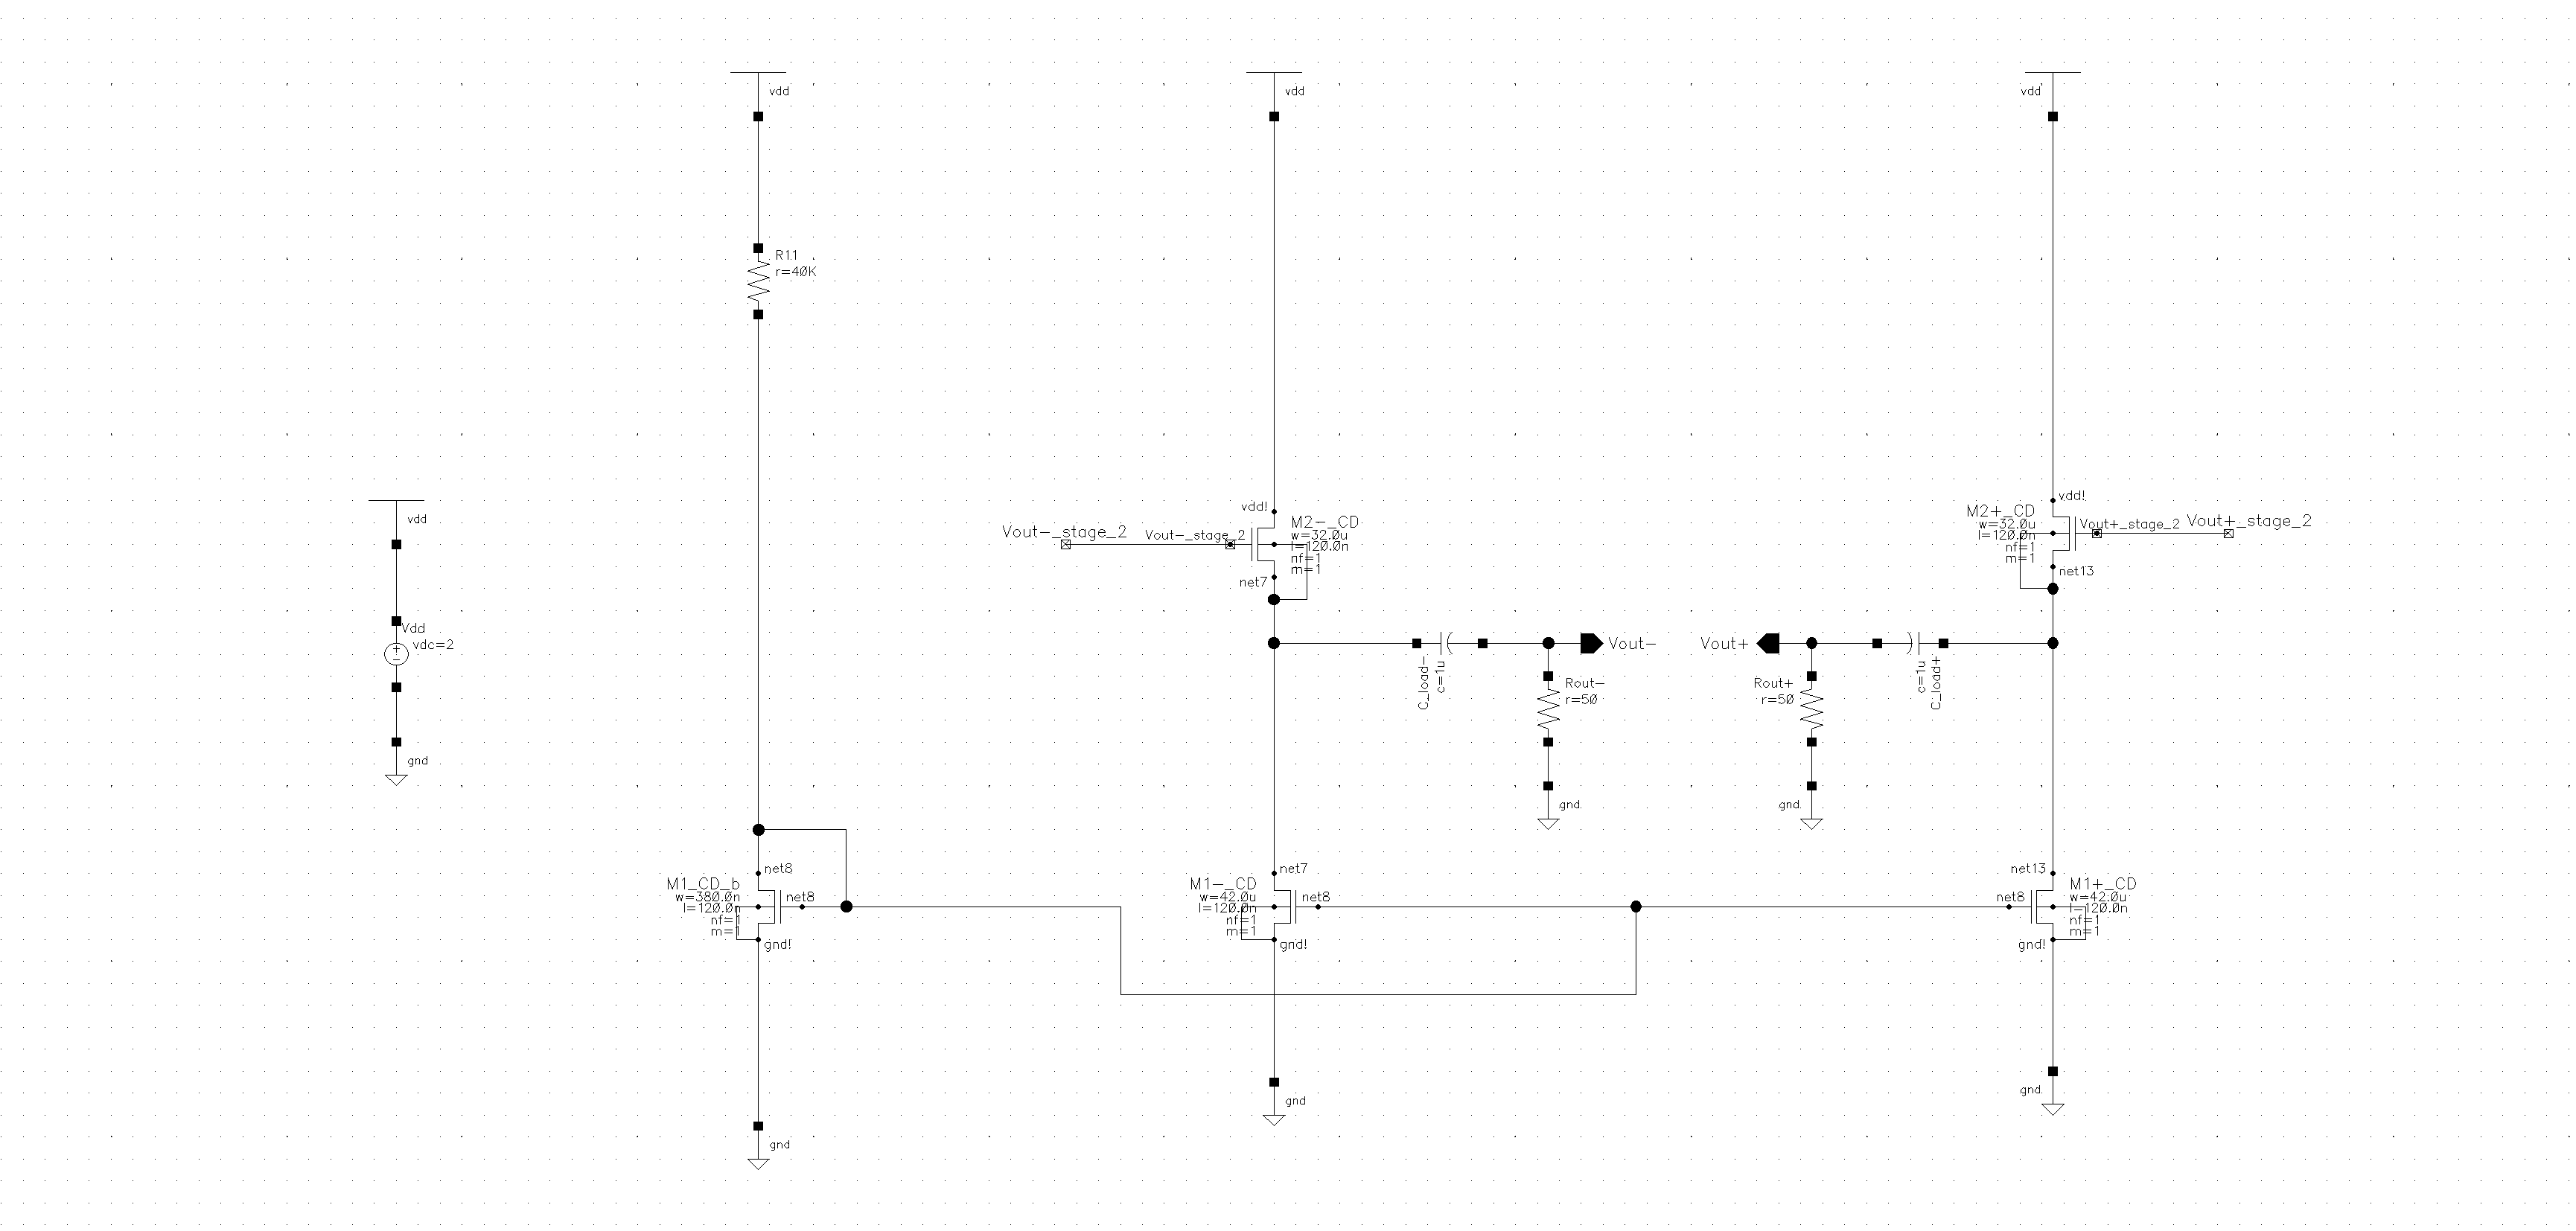 vdd
vdd
vdd
R11
r=40K
vdd
Vdd
vdc=2
gnd
vdd!
M2-_CD
w=32.0u
l=120.0n
nf=1
m=1
Vout-_stage_2
Vout-_stage_2
net7
vdd!
M2+_CD
w=32.0u
l=120.0n
nf=1
m=1
Vout+_stage_2
Vout+_stage_2
net13
C_load-
c=1u
Vout-
Rout-
r=50
gnd
Vout+
Rout+
r=50
gnd
c=1u
C_load+
net8
M1_CD_b
w=380.0n
l=120.0n
nf=1
m=1
net8
gnd!
gnd
net7
M1-_CD
w=42.0u
l=120.0n
nf=1
m=1
net8
gnd!
gnd
net13
M1+_CD
w=42.0u
l=120.0n
nf=1
m=1
net8
gnd!
gnd